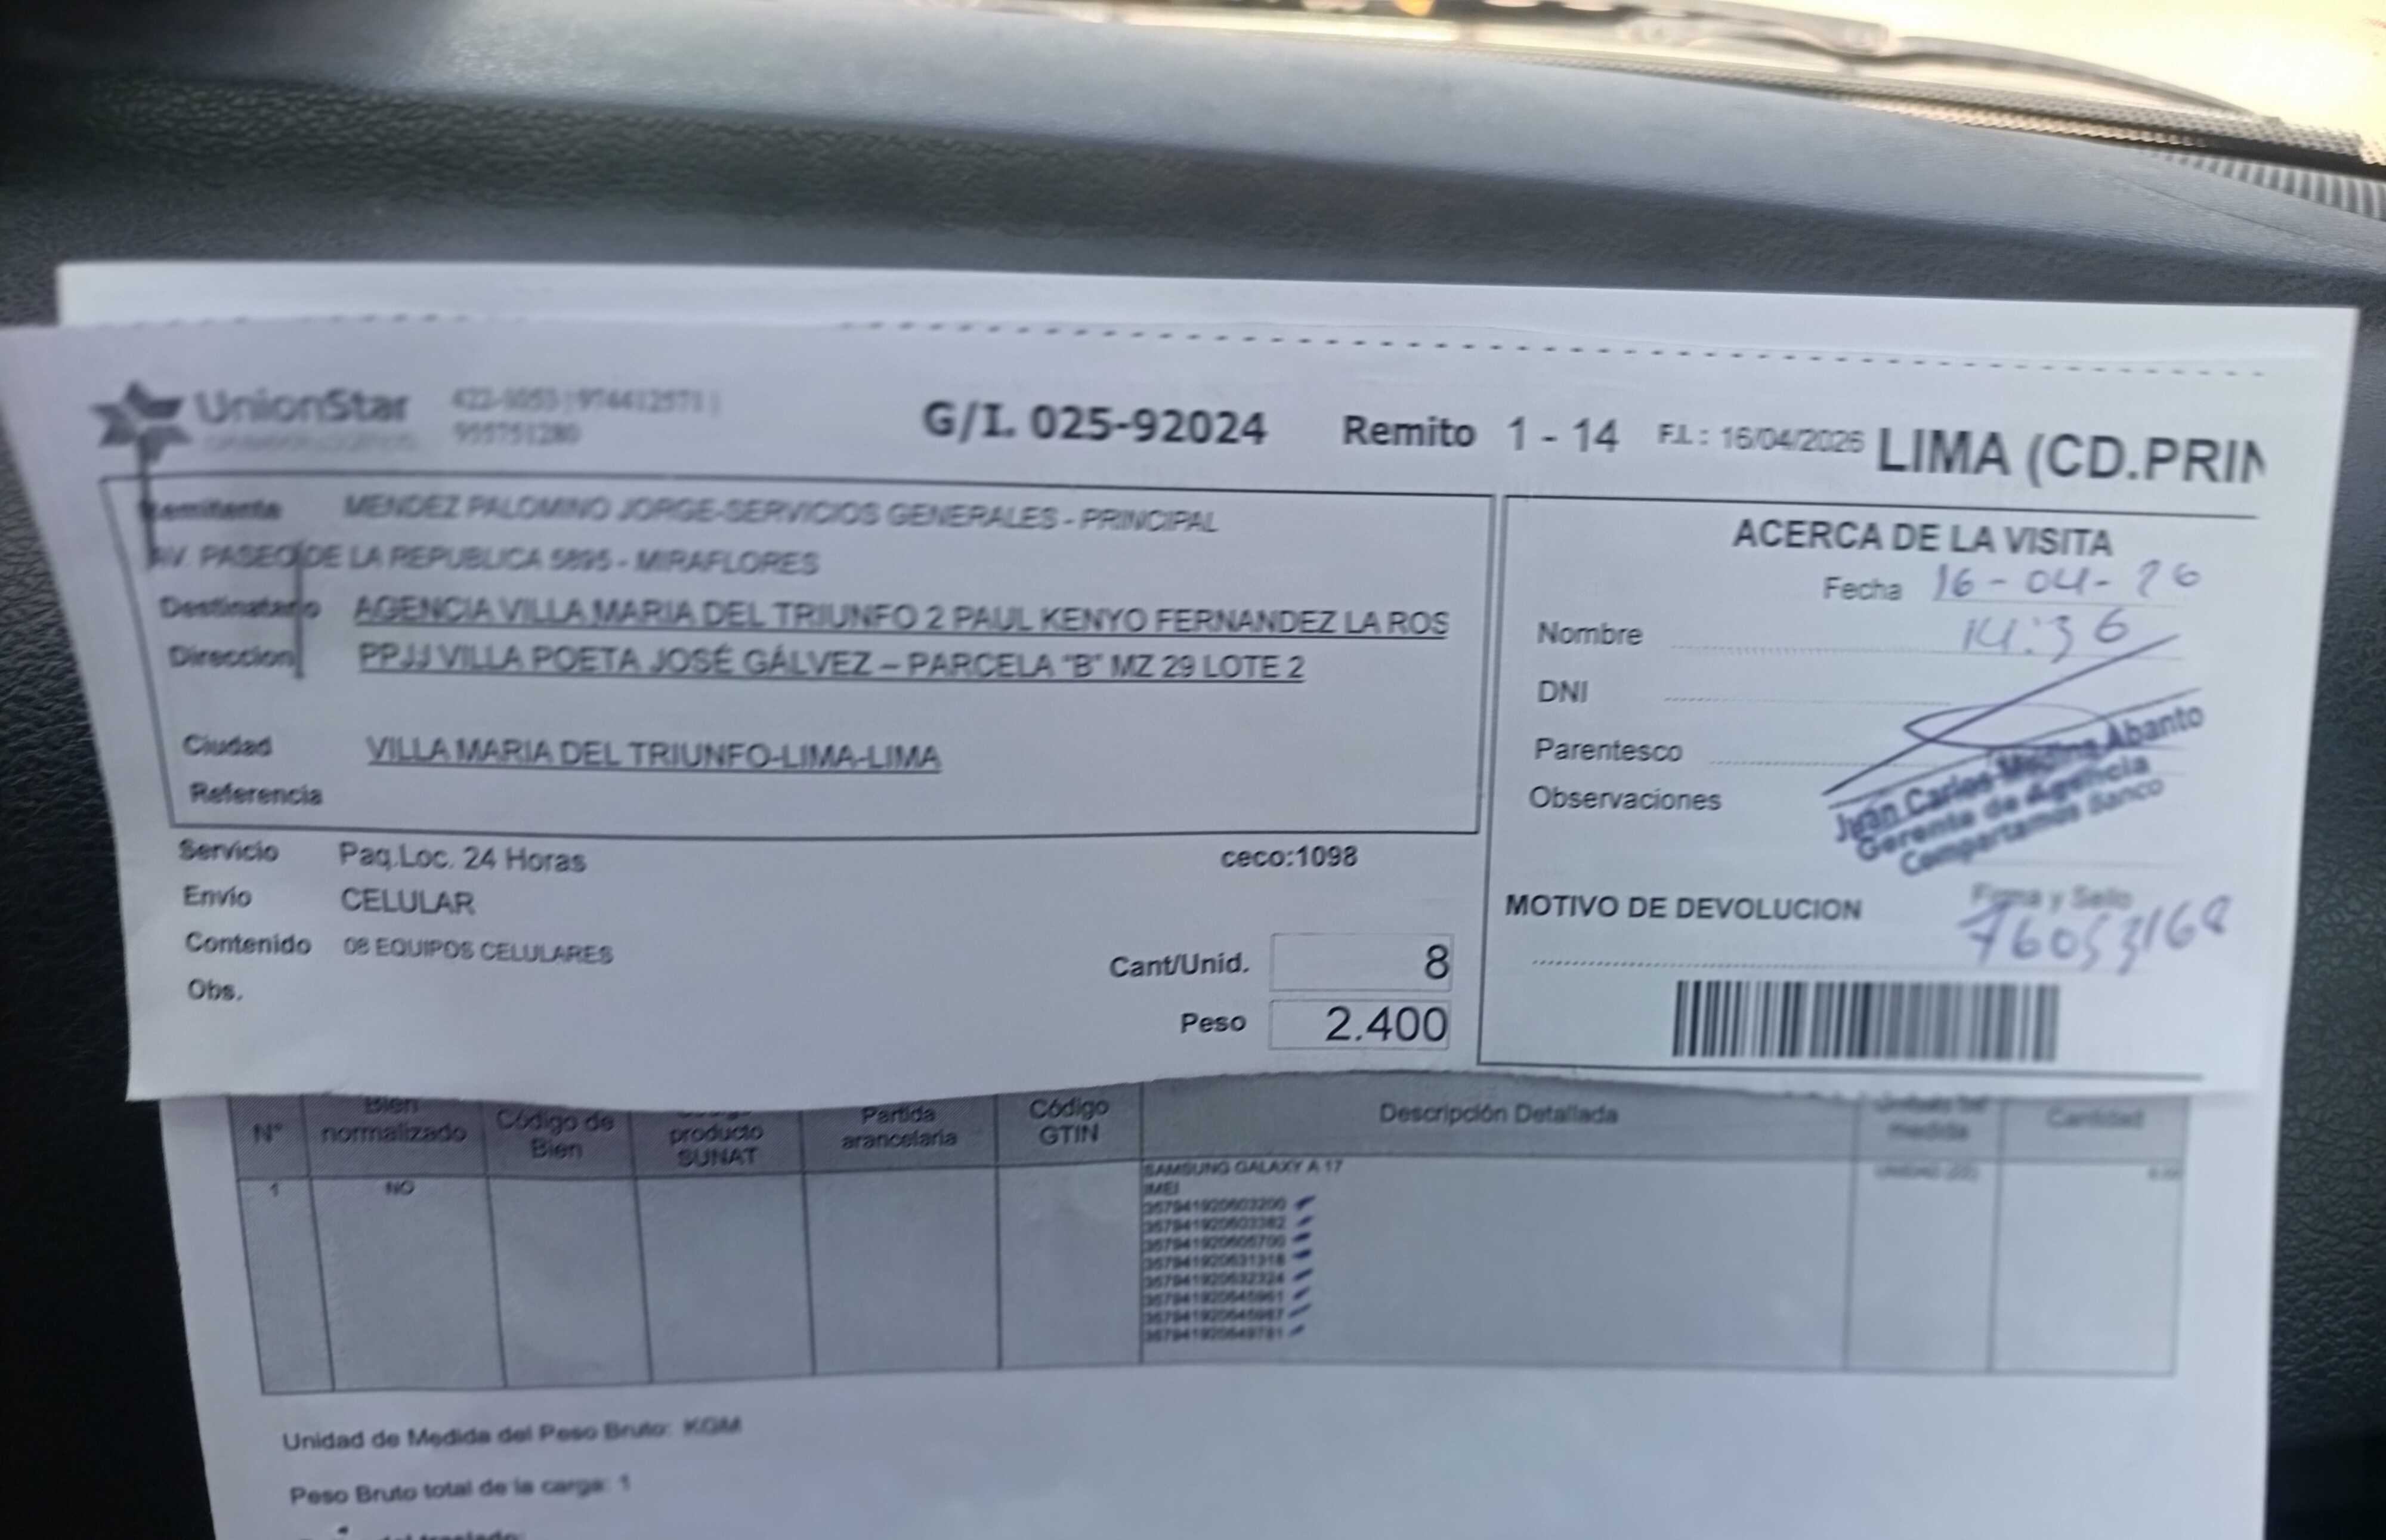 UnionStar
G/I. 025-92024 Remito 1 - 14 F.I.: 16/04/2026 LIMA (CD.PRIN
955751280
Remitente MENDEZ PALOMINO JORGE-SERVICIOS GENERALES - PRINCIPAL
AV. PASEO DE LA REPUBLICA 5895 - MIRAFLORES
Destinatario AGENCIA VILLA MARIA DEL TRIUNFO 2 PAUL KENYO FERNANDEZ LA ROS
Direccion PPJJ VILLA POETA JOSÉ GÁLVEZ – PARCELA "B" MZ 29 LOTE 2
Ciudad VILLA MARIA DEL TRIUNFO-LIMA-LIMA
Referencia
Servicio Paq.Loc. 24 Horas ceco:1098
Envío CELULAR
Contenido 08 EQUIPOS CELULARES
Obs.
Cant/Unid. 8
Peso 2.400
ACERCA DE LA VISITA
Fecha 16-04-26
Nombre 14:36
DNI
Parentesco
Observaciones
Juan Carlos Medina Abanto
Gerente de Agencia
Compartamos Banco
Firma y Sello
MOTIVO DE DEVOLUCION
76053168
N° Bien normalizado Código de Bien producto SUNAT Partida arancelaria Código GTIN Descripción Detallada medida Cantidad
1 NO SAMSUNG GALAXY A 17
IMEI
357941920603200
357941920603382
357941920605700
357941920631318
357941920632324
Unidad de Medida del Peso Bruto: KGM
Peso Bruto total de la carga: 1